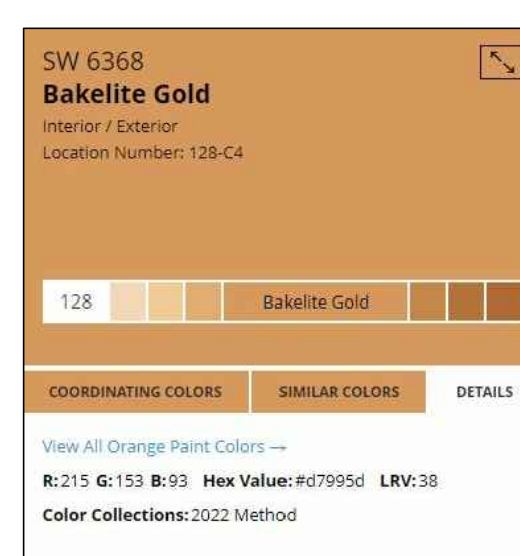 SW 6368
Bakelite Gold
Interior / Exterior
Location Number: 128-C4
128 Bakelite Gold
COORDINATING COLORS SIMILAR COLORS DETAILS
View All Orange Paint Colors →
R:215 G:153 B:93 Hex Value:#d7995d LRV:38
Color Collections:2022 Method